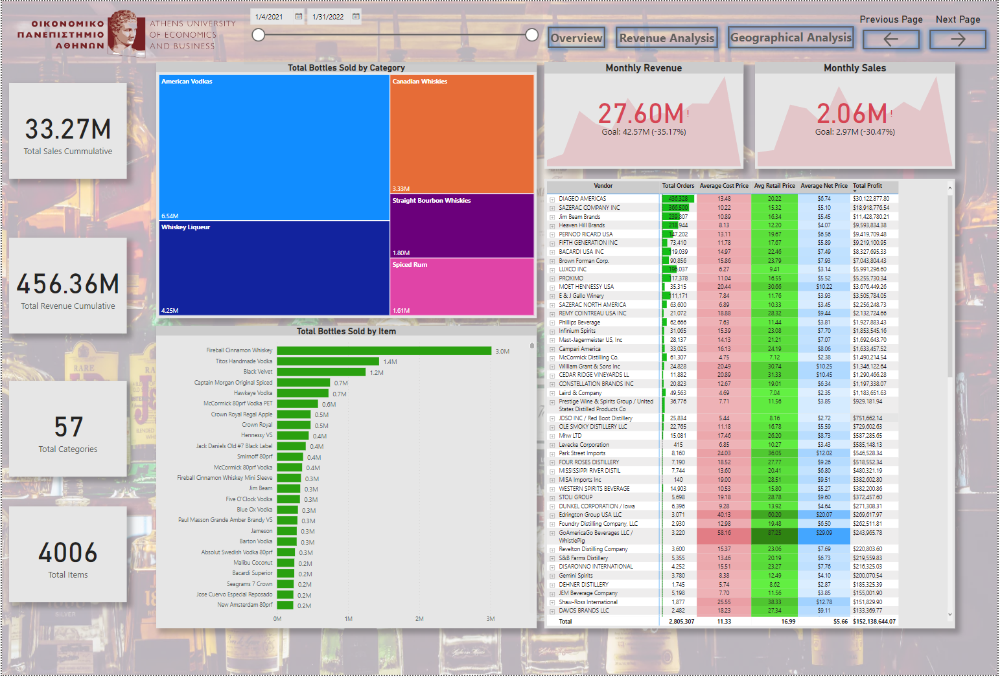 ΟΙΚΟΝΟΜΙΚΟ
ΠΑΝΕΠΙΣΤΗΜΙΟ
ΑΘΗΝΩΝ
ATHENS UNIVERSITY
OF ECONOMICS
AND BUSINESS
1/4/2021
1/31/2022
Overview
Revenue Analysis
Geographical Analysis
Previous Page
Next Page
33.27M
Total Sales Cummulative
456.36M
Total Revenue Cumulative
57
Total Categories
4006
Total Items
Total Bottles Sold by Category
American Vodkas
6.54M
Whiskey Liqueur
4.25M
Canadian Whiskies
3.33M
Straight Bourbon Whiskies
1.80M
Spiced Rum
1.61M
Total Bottles Sold by Item
Fireball Cinnamon Whiskey 3.0M
Titos Handmade Vodka 1.4M
Black Velvet 1.2M
Captain Morgan Original Spiced 0.7M
Hawkeye Vodka 0.7M
McCormick 80prf Vodka PET 0.6M
Crown Royal Regal Apple 0.5M
Crown Royal 0.5M
Hennessy VS 0.4M
Jack Daniels Old #7 Black Label 0.4M
Smirnoff 80prf 0.4M
McCormick 80prf Vodka 0.4M
Fireball Cinnamon Whiskey Mini Sleeve 0.3M
Jim Beam 0.3M
Five O'Clock Vodka 0.3M
Blue Ox Vodka 0.3M
Paul Masson Grande Amber Brandy VS 0.3M
Jameson 0.3M
Barton Vodka 0.3M
Absolut Swedish Vodka 80prf 0.3M
Malibu Coconut 0.2M
Bacardi Superior 0.2M
Seagrams 7 Crown 0.2M
Jose Cuervo Especial Reposado 0.2M
New Amsterdam 80prf 0.2M
0M 1M 2M 3M
Monthly Revenue
27.60M!
Goal: 42.57M (-35.17%)
Monthly Sales
2.06M!
Goal: 2.97M (-30.47%)
Vendor Total Orders Average Cost Price Avg Retail Price Average Net Price Total Profit
DIAGEO AMERICAS 436,328 13.48 20.22 $6.74 $30,122,877.80
SAZERAC COMPANY INC 366,500 10.22 15.32 $5.10 $18,918,776.54
Jim Beam Brands 239,807 10.89 16.34 $5.45 $11,428,780.21
Heaven Hill Brands 218,944 8.13 12.20 $4.07 $9,593,834.38
PERNOD RICARD USA 147,202 13.11 19.67 $6.56 $9,419,709.48
FIFTH GENERATION INC 73,410 11.78 17.67 $5.89 $9,219,100.95
BACARDI USA INC 119,039 14.97 22.46 $7.49 $8,327,695.33
Brown Forman Corp. 90,856 15.86 23.79 $7.93 $7,043,804.43
LUXCO INC 196,037 6.27 9.41 $3.14 $5,991,296.60
PROXIMO 117,378 11.04 16.55 $5.52 $5,255,730.34
MOET HENNESSY USA 35,315 20.44 30.66 $10.22 $3,676,449.26
E & J Gallo Winery 111,171 7.84 11.76 $3.93 $3,505,784.05
SAZERAC NORTH AMERICA 63,600 6.89 10.33 $3.45 $2,256,248.73
REMY COINTREAU USA INC 21,072 18.88 28.32 $9.44 $2,132,724.66
Phillips Beverage 62,666 7.63 11.44 $3.81 $1,927,883.43
Infinium Spirits 31,065 15.39 23.08 $7.70 $1,853,545.16
Mast-Jagermeister US, Inc 28,137 14.13 21.21 $7.07 $1,692,643.70
Campari America 33,025 16.13 24.19 $8.06 $1,633,457.52
McCormick Distilling Co. 61,307 4.75 7.12 $2.38 $1,490,214.54
William Grant & Sons Inc 24,828 20.49 30.74 $10.25 $1,346,122.64
CEDAR RIDGE VINEYARDS LL 11,882 20.89 31.33 $10.45 $1,290,466.28
CONSTELLATION BRANDS INC 20,823 12.67 19.01 $6.34 $1,197,338.07
Laird & Company 49,563 4.69 7.04 $2.35 $1,183,651.63
Prestige Wine & Spirits Group / United
States Distilled Products Co 36,776 7.71 11.56 $3.85 $929,181.94
JDSO INC / Red Boot Distillery 25,834 5.44 8.16 $2.72 $751,662.14
OLE SMOKY DISTILLERY LLC 22,765 11.18 16.78 $5.59 $729,602.63
Mhw LTD 15,081 17.46 26.20 $8.73 $587,285.65
Levecke Corporation 415 6.85 10.27 $3.43 $585,148.13
Park Street Imports 8,160 24.03 36.05 $12.02 $546,528.34
FOUR ROSES DISTILLERY 7,190 18.52 27.77 $9.26 $518,552.34
MISSISSIPPI RIVER DISTIL 7,744 13.60 20.41 $6.80 $480,321.19
MISA Imports Inc 140 19.00 28.51 $9.51 $382,602.80
WESTERN SPIRITS BEVERAGE 14,903 10.53 15.80 $5.27 $382,200.86
STOLI GROUP 5,698 19.18 28.78 $9.60 $372,457.60
DUNKEL CORPORATION / Iowa 6,396 9.28 13.92 $4.64 $271,308.31
Edrington Group USA LLC 3,071 40.13 60.20 $20.07 $269,617.97
Foundry Distilling Company, LLC 2,930 12.98 19.48 $6.50 $262,511.81
GoAmericaGo Beverages LLC /
WhistlePig 3,220 58.16 87.25 $29.09 $243,965.78
Revelton Distilling Company 3,600 15.37 23.06 $7.69 $220,803.60
S&B Farms Distillery 5,355 13.46 20.19 $6.73 $219,559.83
DISARONNO INTERNATIONAL 4,252 15.51 23.27 $7.76 $216,325.03
Gemini Spirits 3,780 8.38 12.49 $4.10 $200,070.54
DEHNER DISTILLERY 1,745 5.74 8.62 $2.87 $185,325.39
JEM Beverage Company 5,198 7.70 11.56 $3.85 $155,001.90
Shaw-Ross International 1,877 25.55 38.33 $12.78 $151,829.90
DAVOS BRANDS LLC 2,482 18.23 27.34 $9.11 $133,369.77
Total 2,805,307 11.33 16.99 $5.66 $152,138,644.07
RARE
SILVER